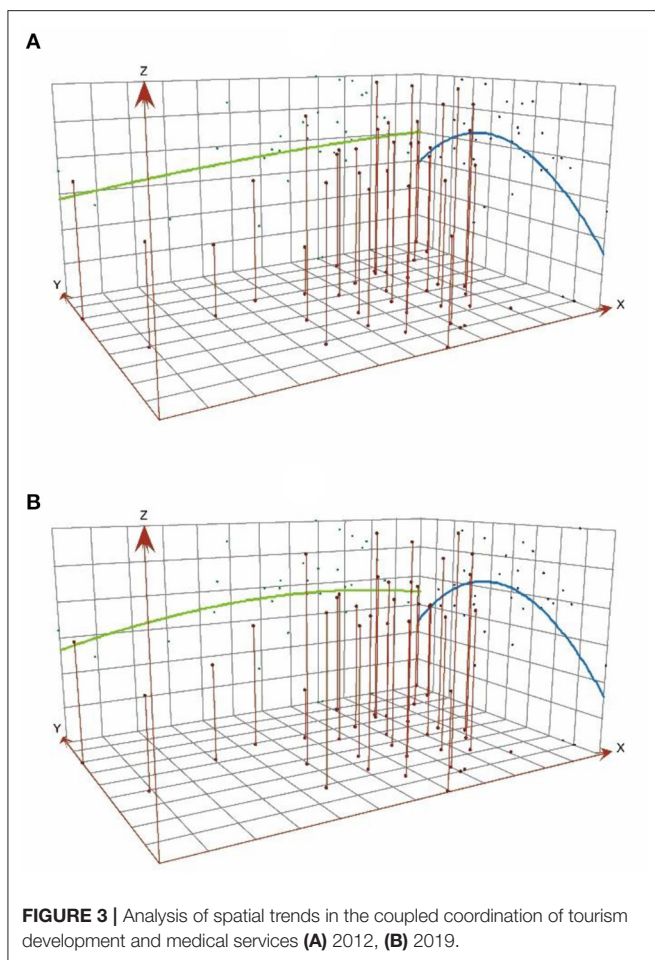 A
Z
Y
X
B
Z
Y
X
FIGURE 3 | Analysis of spatial trends in the coupled coordination of tourism
development and medical services (A) 2012, (B) 2019.